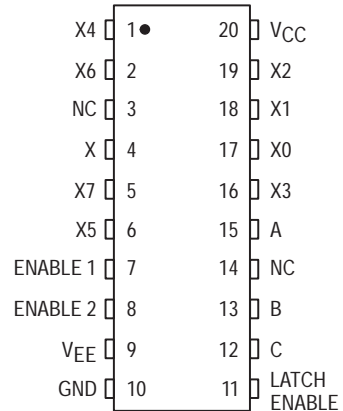 X4 1 20 VCC
X6 2 19 X2
NC 3 18 X1
X 4 17 X0
X7 5 16 X3
X5 6 15 A
ENABLE 1 7 14 NC
ENABLE 2 8 13 B
VEE 9 12 C
GND 10 11 LATCH
ENABLE